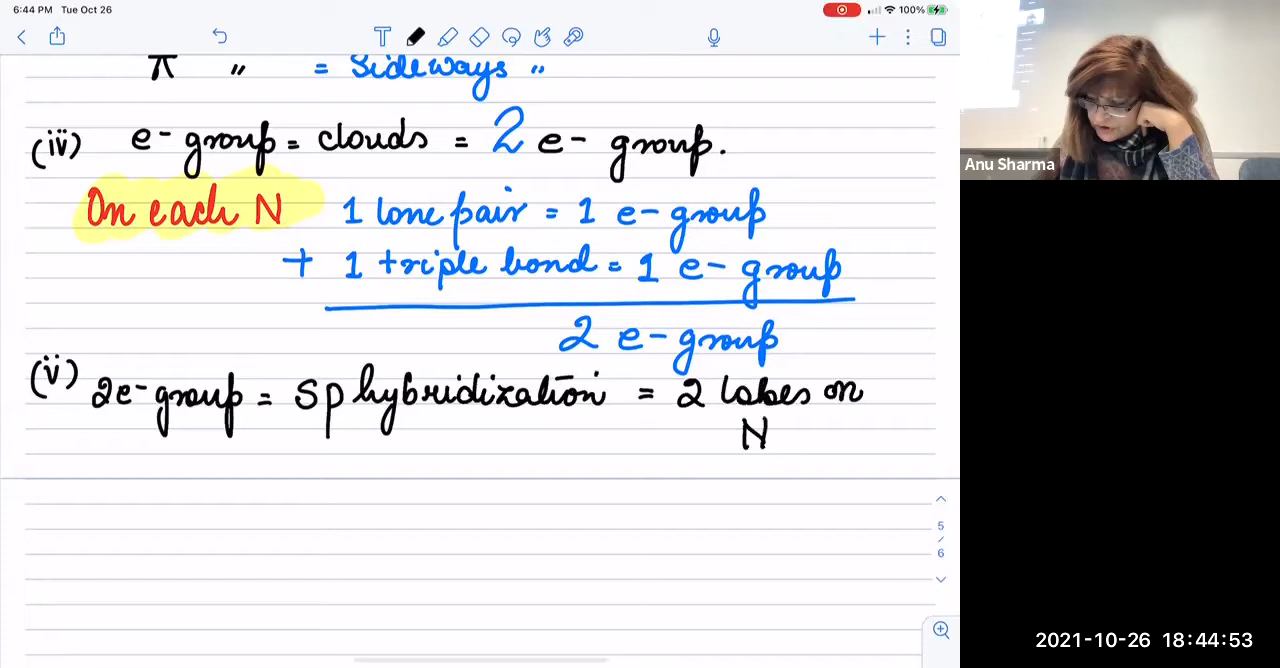 6:44 PM Tue Oct 26
100%
π " = Sideways "
(iv) e- group = clouds = 2 e- group.
On each N 1 lone pair = 1 e- group
+ 1 triple bond = 1 e- group
2 e- group
(v) 2e- group = sp hybridization = 2 lobes on
N
5
/
6
Anu Sharma
2021-10-26 18:44:53